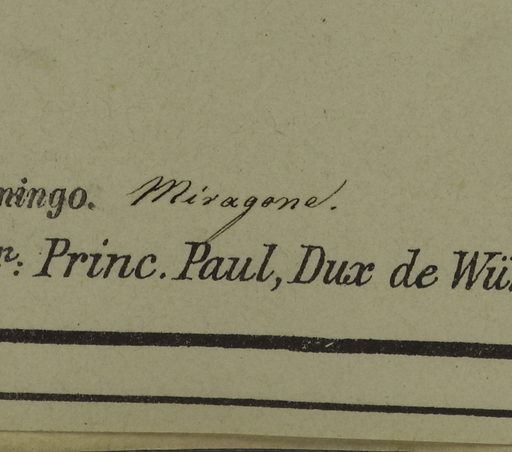 mingo. Miragone.
r: Princ. Paul, Dux de Wü